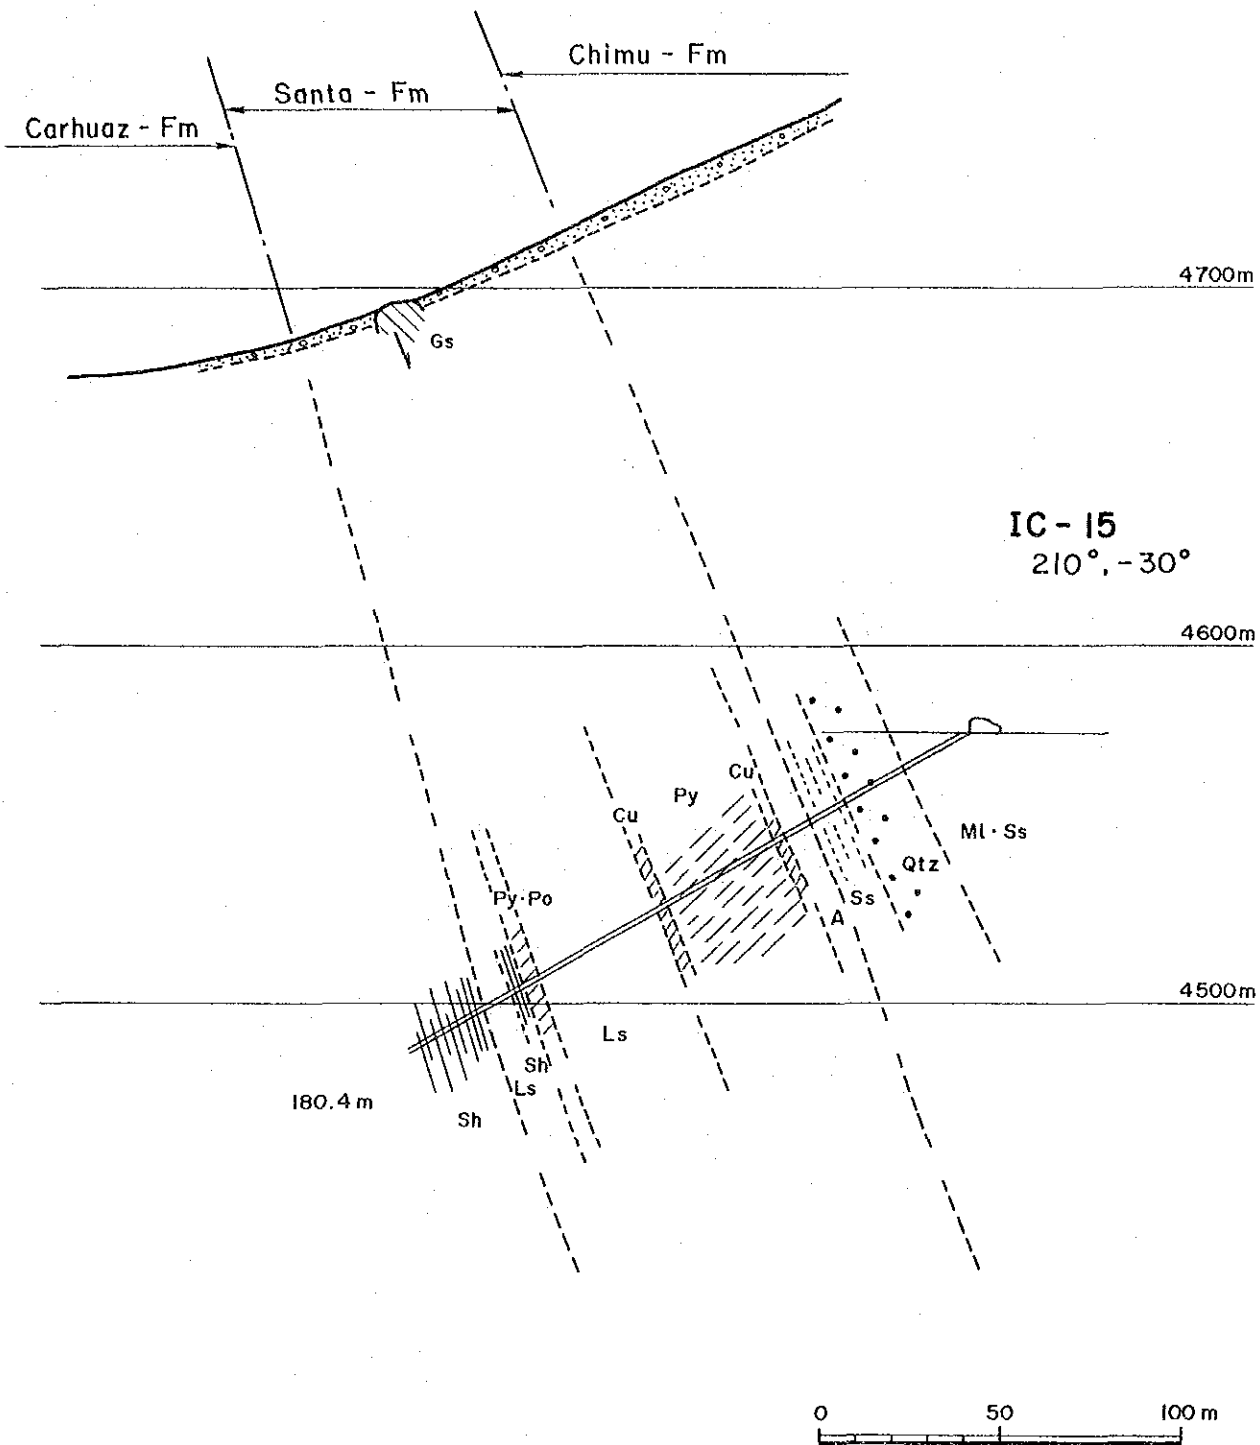 Chimu - Fm
Santa - Fm
Carhuaz - Fm
4700m
Gs
IC - 15
210°, -30°
4600m
Cu
Py
Cu
Ml · Ss
Qtz
Py · Po
Ss
A
4500m
Ls
Sh
Ls
180.4 m
Sh
0 50 100 m